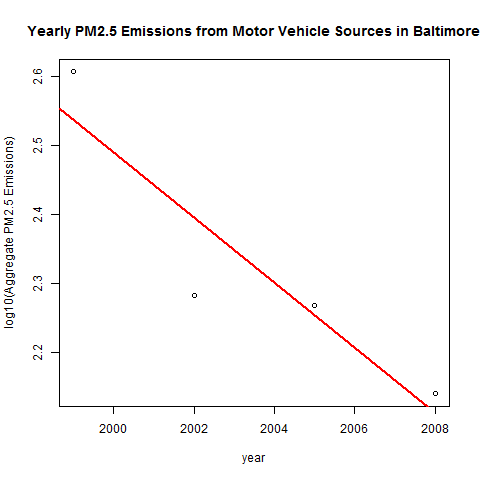 Yearly PM2.5 Emissions from Motor Vehicle Sources in Baltimore
log10(Aggregate PM2.5 Emissions)
2.6
2.5
2.4
2.3
2.2
2000 2002 2004 2006 2008
year